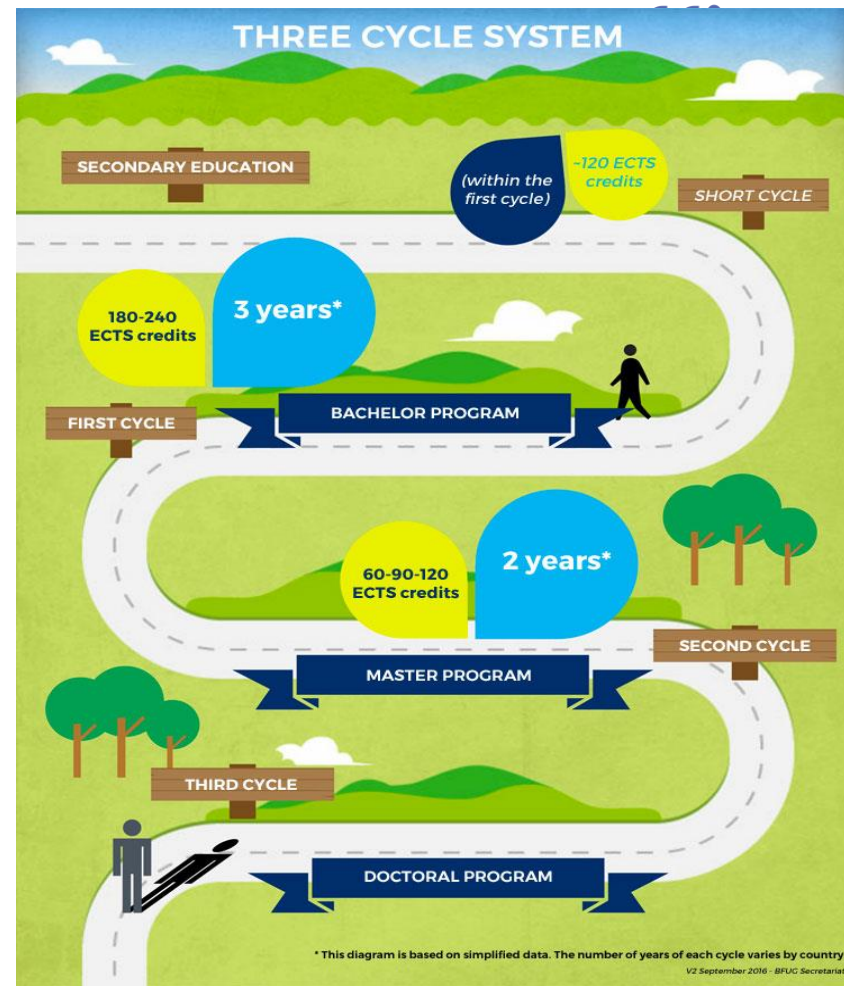 THREE CYCLE SYSTEM
SECONDARY EDUCATION
(within the
first cycle)
~120 ECTS
credits
SHORT CYCLE
180-240
ECTS credits
3 years*
BACHELOR PROGRAM
FIRST CYCLE
60-90-120
ECTS credits
2 years*
SECOND CYCLE
MASTER PROGRAM
THIRD CYCLE
DOCTORAL PROGRAM
* This diagram is based on simplified data. The number of years of each cycle varies by country
V2 September 2016 - BFUG Secretariat